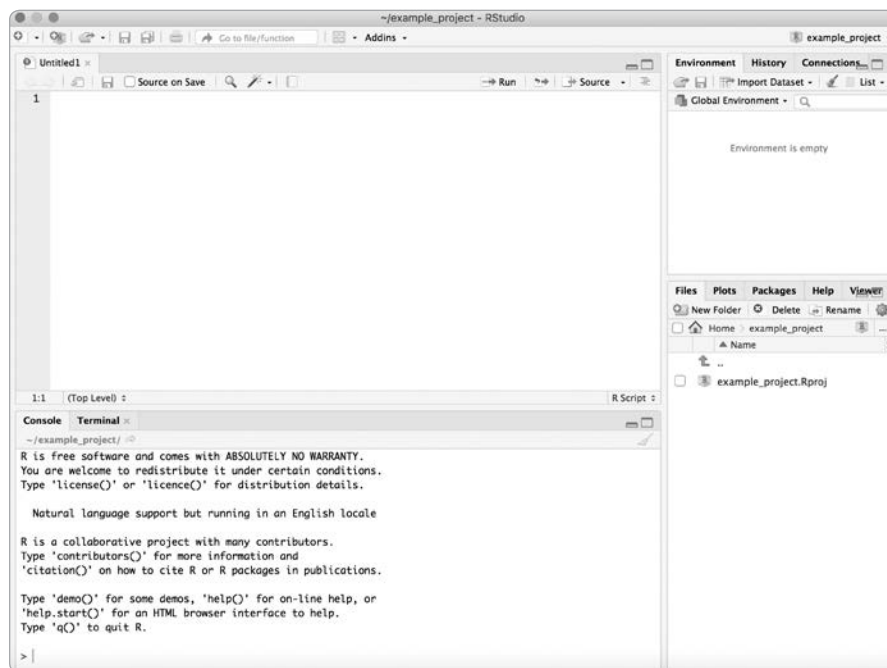 ~/example_project - RStudio
Go to file/function
Addins
example_project
Untitled1
Source on Save
Run
Source
1
1:1 (Top Level) R Script
Console Terminal
~/example_project/
R is free software and comes with ABSOLUTELY NO WARRANTY.
You are welcome to redistribute it under certain conditions.
Type 'license()' or 'licence()' for distribution details.
Natural language support but running in an English locale
R is a collaborative project with many contributors.
Type 'contributors()' for more information and
'citation()' on how to cite R or R packages in publications.
Type 'demo()' for some demos, 'help()' for on-line help, or
'help.start()' for an HTML browser interface to help.
Type 'q()' to quit R.
>
Environment History Connections
Import Dataset List
Global Environment
Environment is empty
Files Plots Packages Help Viewer
New Folder Delete Rename
Home example_project ...
Name
..
example_project.Rproj